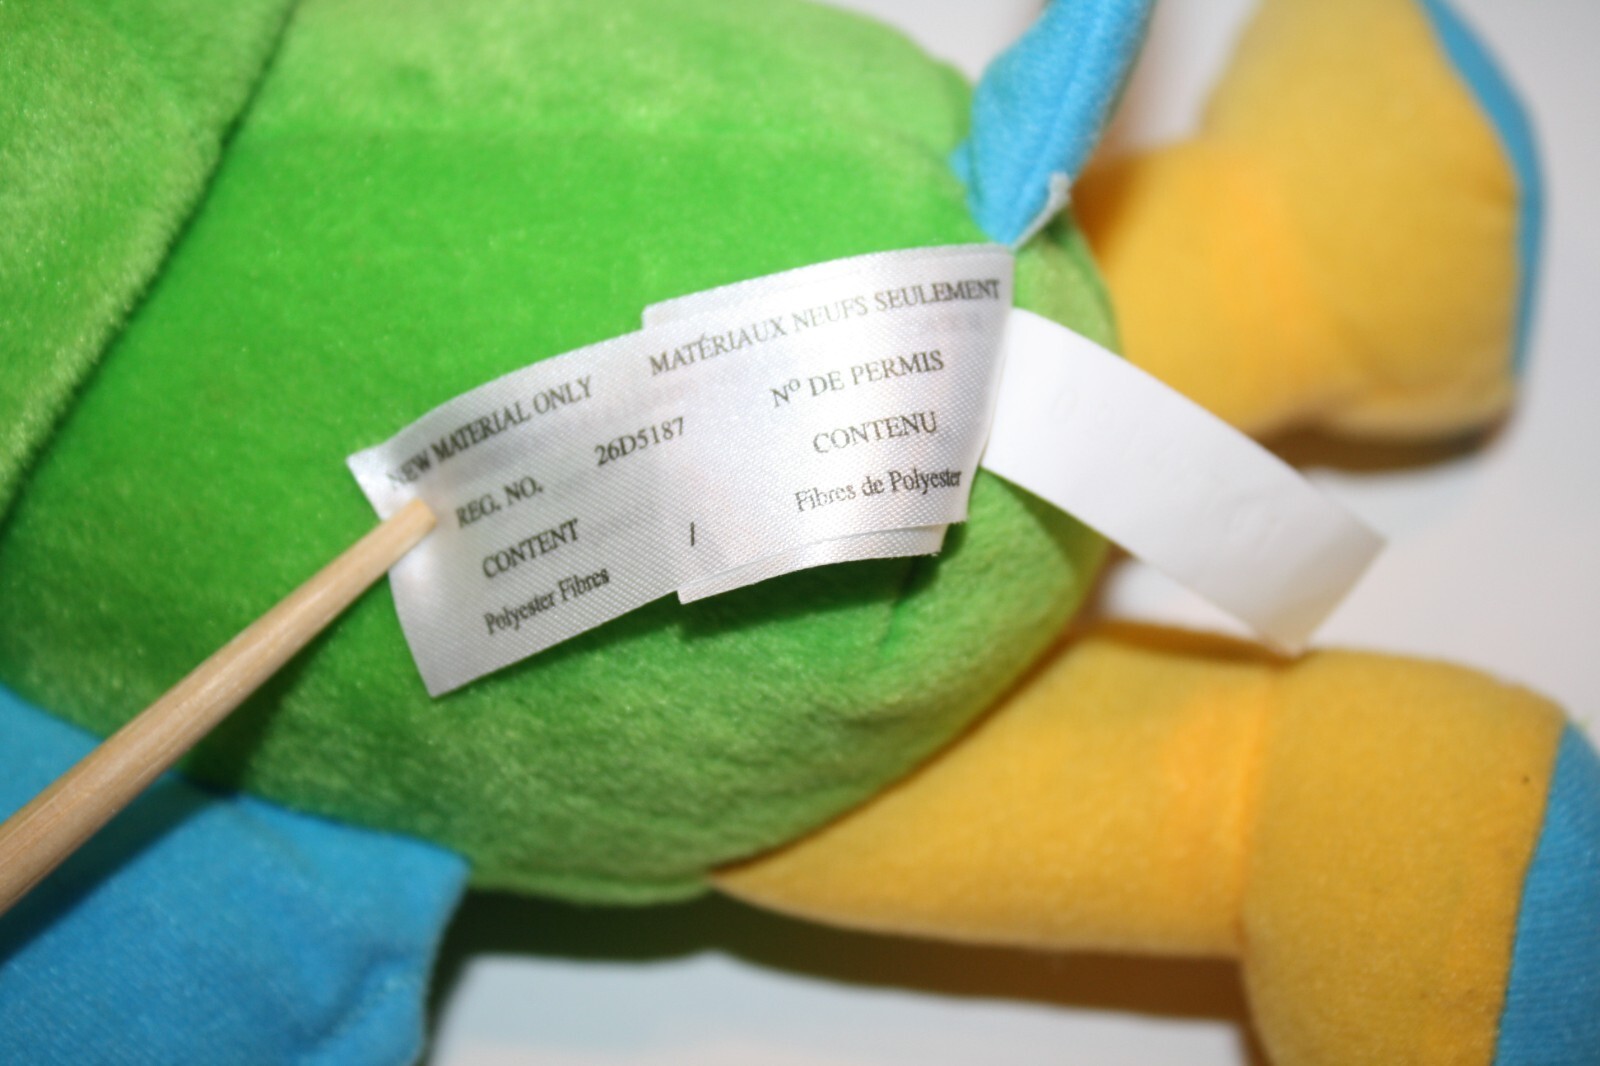 NEW MATERIAL ONLY MATÉRIAUX NEUFS SEULEMENT
REG. NO. 26D5187 Nº DE PERMIS
CONTENT / CONTENU
Polyester Fibres Fibres de Polyester